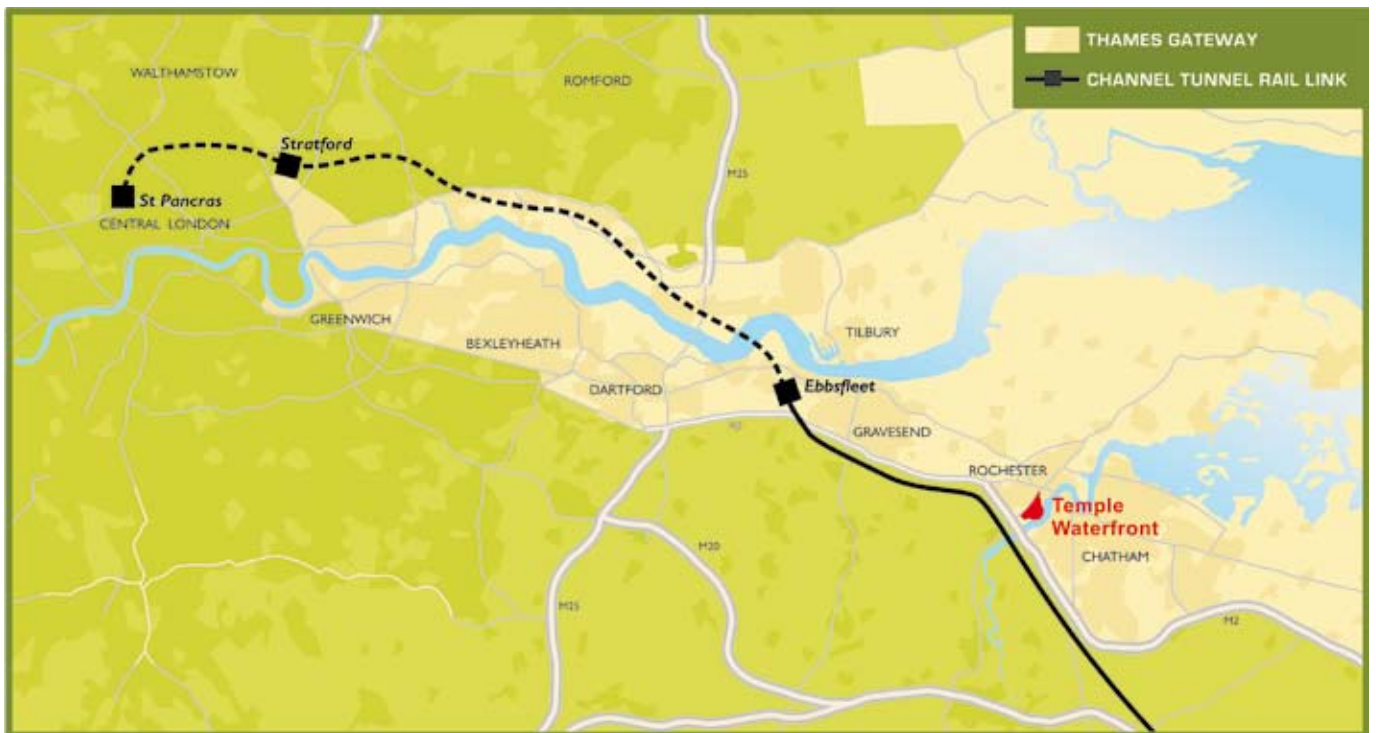 THAMES GATEWAY
CHANNEL TUNNEL RAIL LINK
WALTHAMSTOW
ROMFORD
Stratford
M25
St Pancras
CENTRAL LONDON
GREENWICH
TILBURY
BEXLEYHEATH
DARTFORD
Ebbsfleet
GRAVESEND
ROCHESTER
Temple
Waterfront
M20
CHATHAM
M25
M2